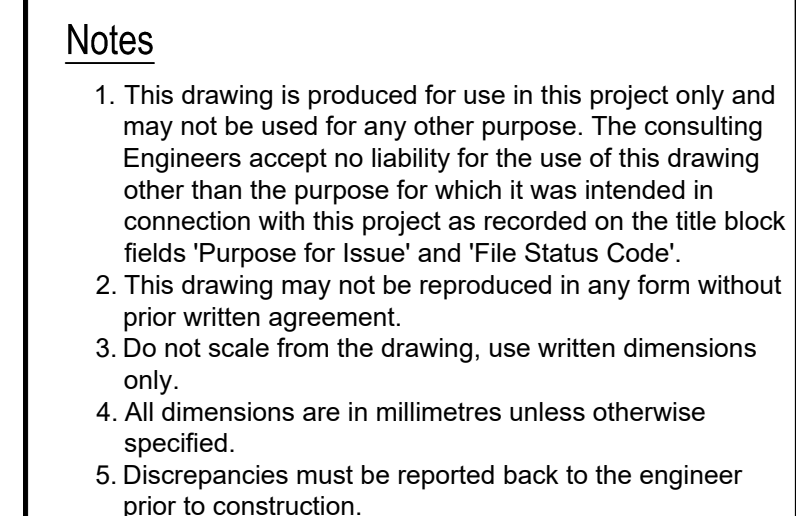 Notes
1. This drawing is produced for use in this project only and
may not be used for any other purpose. The consulting
Engineers accept no liability for the use of this drawing
other than the purpose for which it was intended in
connection with this project as recorded on the title block
fields 'Purpose for Issue' and 'File Status Code'.
2. This drawing may not be reproduced in any form without
prior written agreement.
3. Do not scale from the drawing, use written dimensions
only.
4. All dimensions are in millimetres unless otherwise
specified.
5. Discrepancies must be reported back to the engineer
prior to construction.